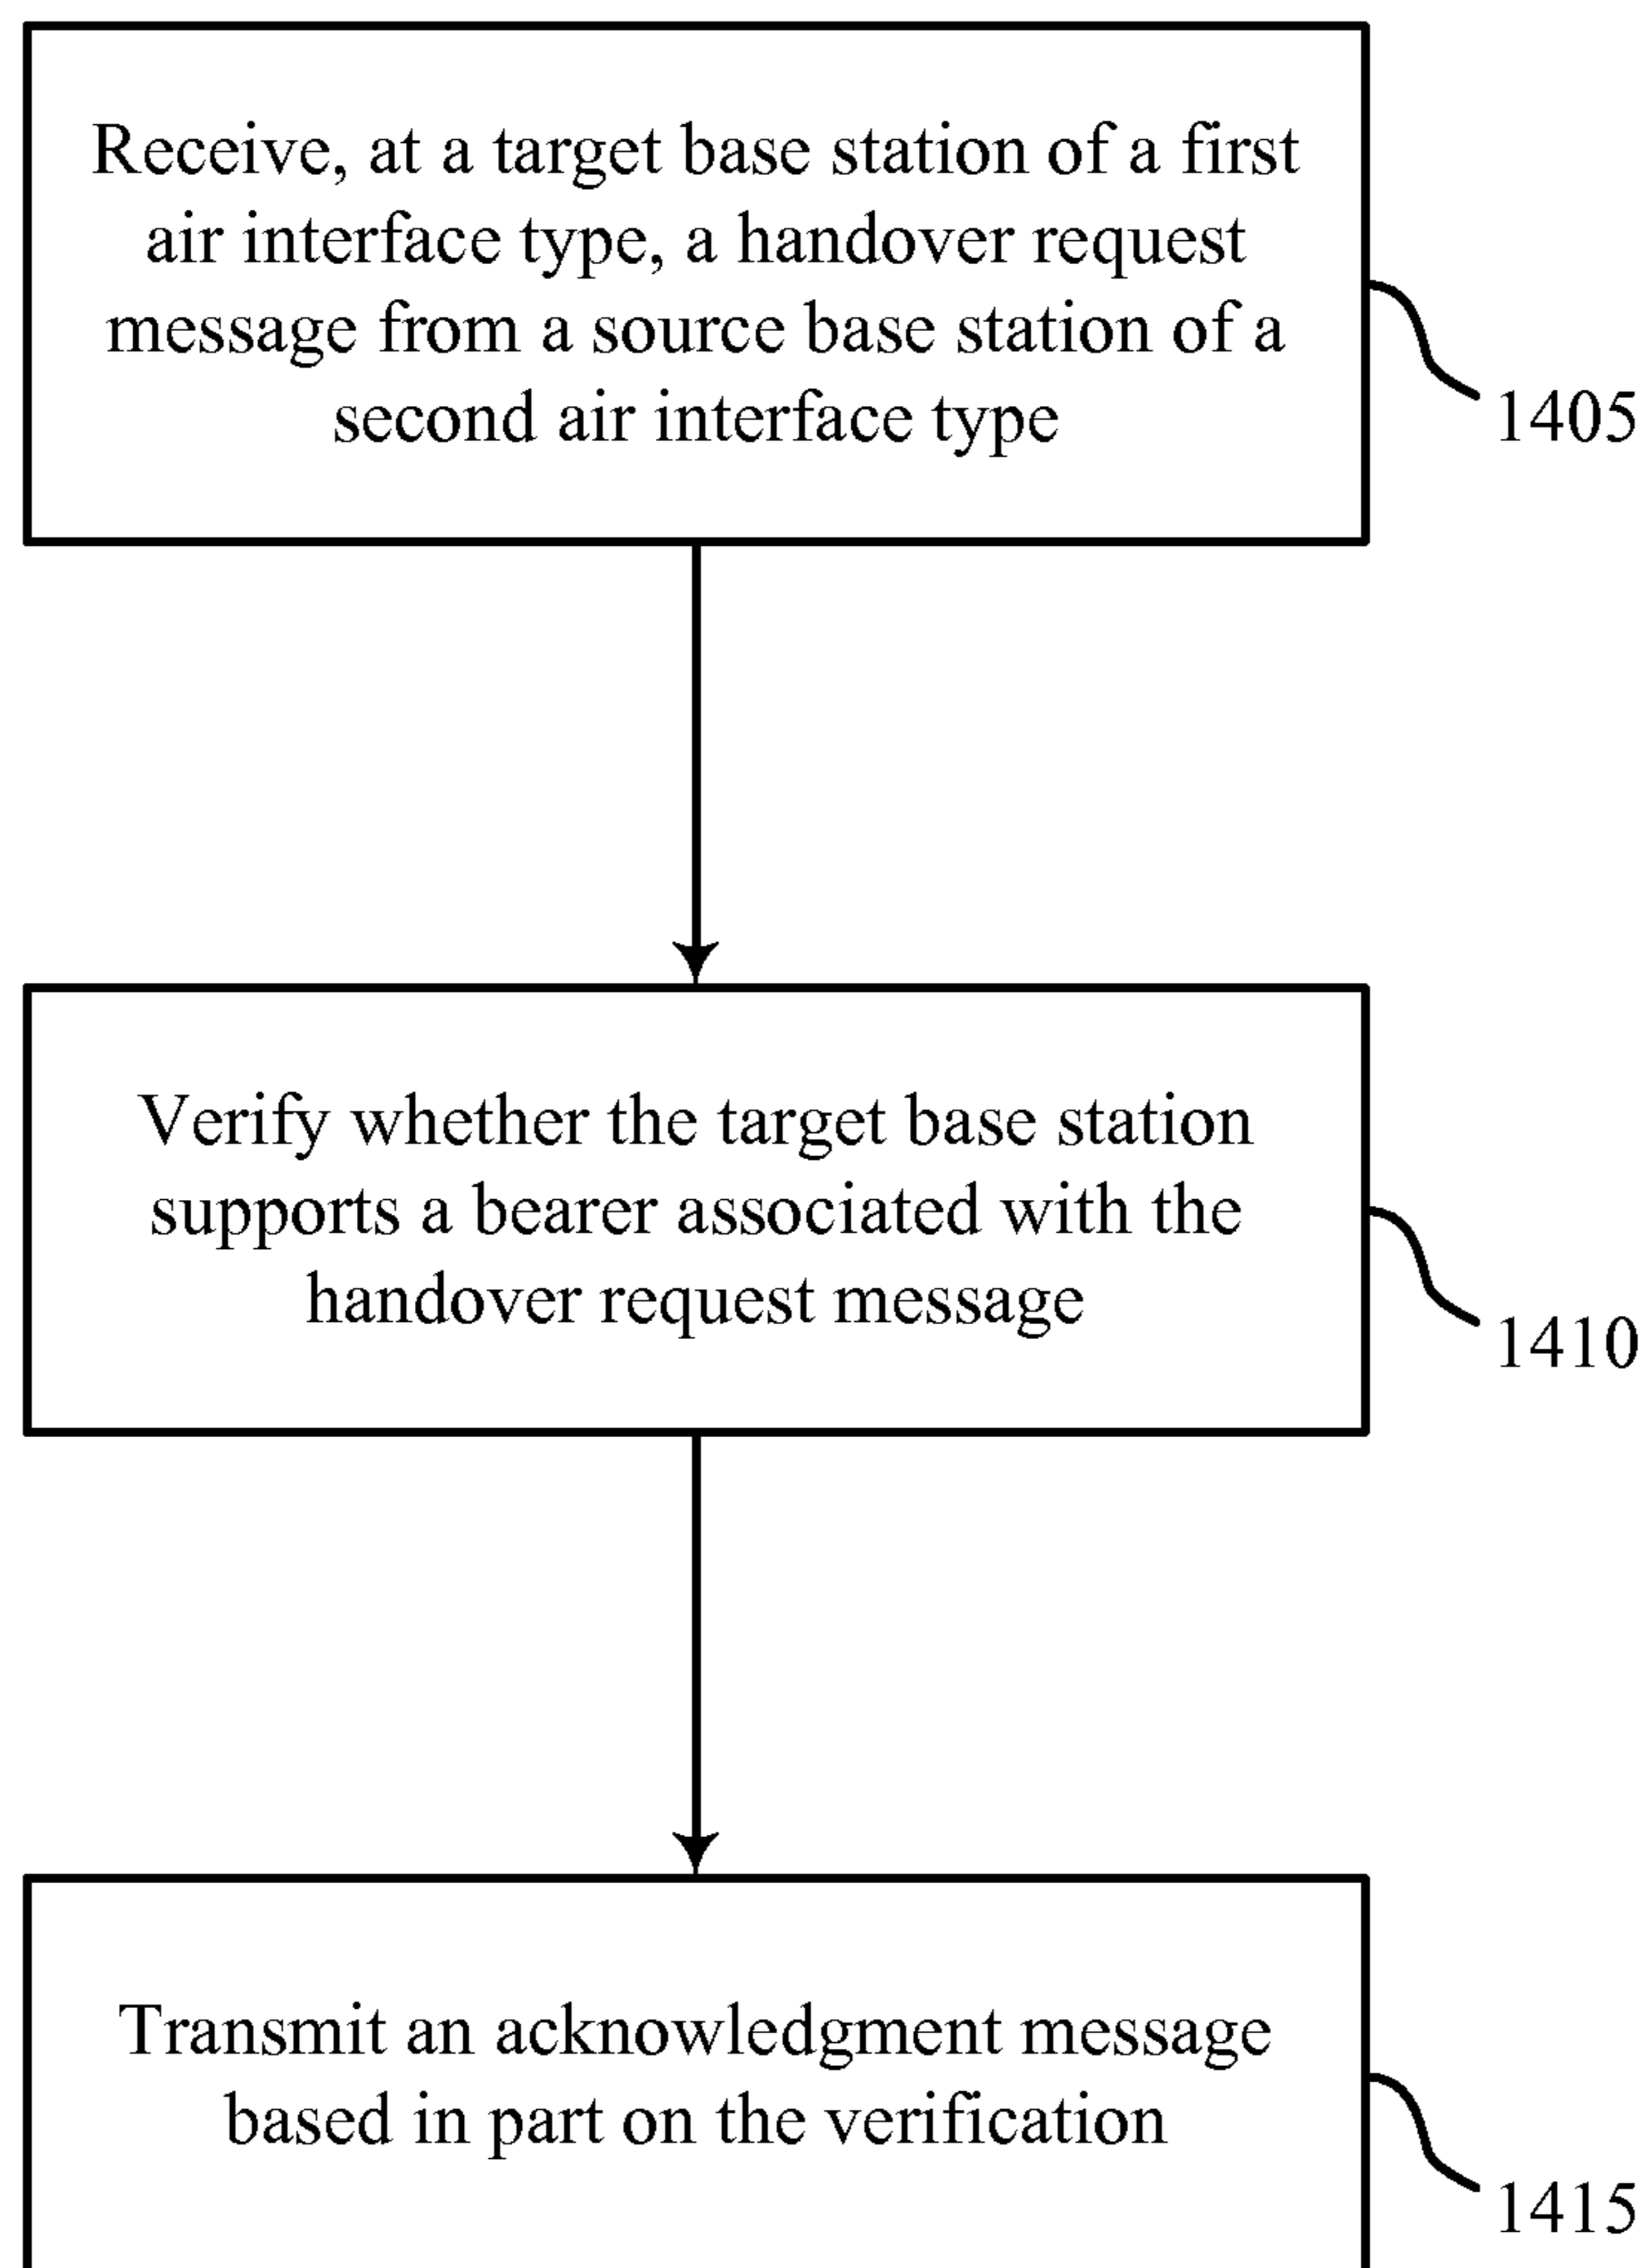 Receive, at a target base station of a first
air interface type, a handover request
message from a source base station of a
second air interface type
1405
Verify whether the target base station
supports a bearer associated with the
handover request message
1410
Transmit an acknowledgment message
based in part on the verification
1415